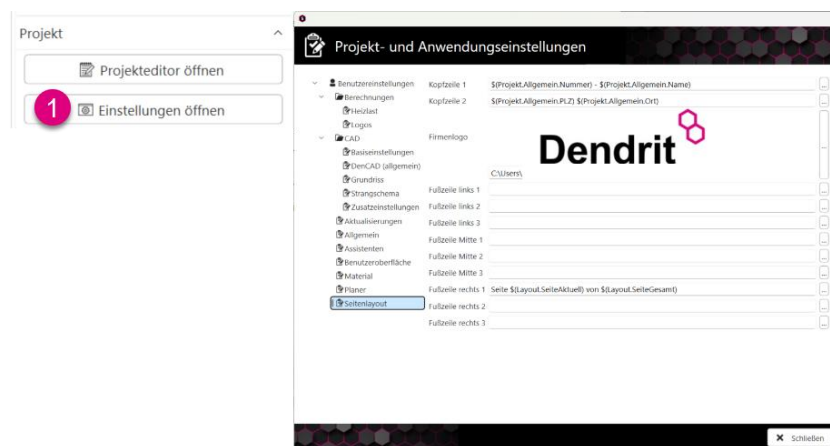 Projekt
Projekteditor öffnen
1
Einstellungen öffnen
Projekt- und Anwendungseinstellungen
Benutzereinstellungen
Berechnungen
Heizlast
Logos
CAD
Basiseinstellungen
DenCAD (allgemein)
Grundriss
Strangschema
Zusatzeinstellungen
Aktualisierungen
Allgemein
Assistenten
Benutzeroberfläche
Material
Planer
Seitenlayout
Kopfzeile 1 $(Projekt.Allgemein.Nummer) - $(Projekt.Allgemein.Name) ...
Kopfzeile 2 $(Projekt.Allgemein.PLZ) $(Projekt.Allgemein.Ort) ...
Firmenlogo Dendrit ...
C:\Users\
Fußzeile links 1 ...
Fußzeile links 2 ...
Fußzeile links 3 ...
Fußzeile Mitte 1 ...
Fußzeile Mitte 2 ...
Fußzeile Mitte 3 ...
Fußzeile rechts 1 Seite $(Layout.SeiteAktuell) von $(Layout.SeiteGesamt) ...
Fußzeile rechts 2 ...
Fußzeile rechts 3 ...
Schließen